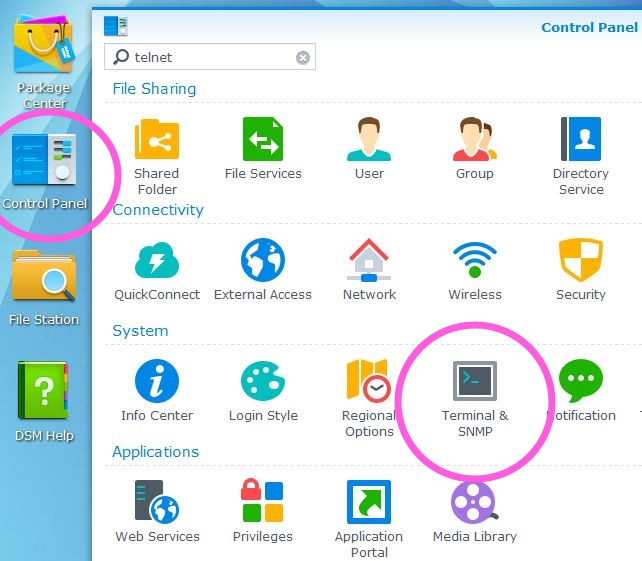 Control Panel
telnet
Package
Center
Control Panel
File Station
DSM Help
File Sharing
Shared
Folder
File Services
User
Group
Directory
Service
Connectivity
QuickConnect
External Access
Network
Wireless
Security
System
Info Center
Login Style
Regional
Options
Terminal &
SNMP
Notification
Applications
Web Services
Privileges
Application
Portal
Media Library